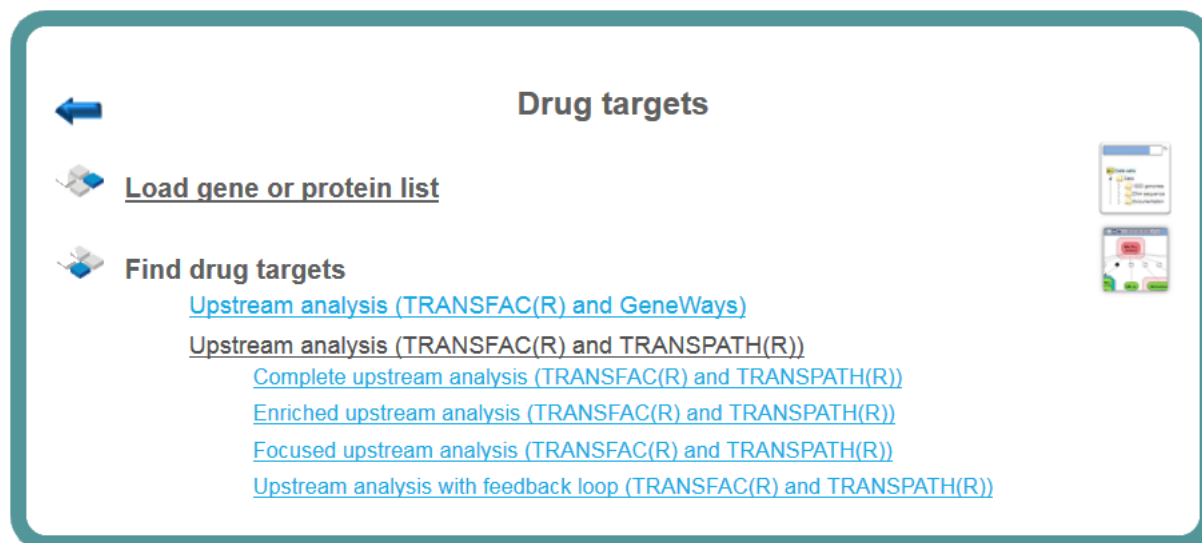 Drug targets
Load gene or protein list
Find drug targets
Upstream analysis (TRANSFAC(R) and GeneWays)
Upstream analysis (TRANSFAC(R) and TRANSPATH(R))
Complete upstream analysis (TRANSFAC(R) and TRANSPATH(R))
Enriched upstream analysis (TRANSFAC(R) and TRANSPATH(R))
Focused upstream analysis (TRANSFAC(R) and TRANSPATH(R))
Upstream analysis with feedback loop (TRANSFAC(R) and TRANSPATH(R))